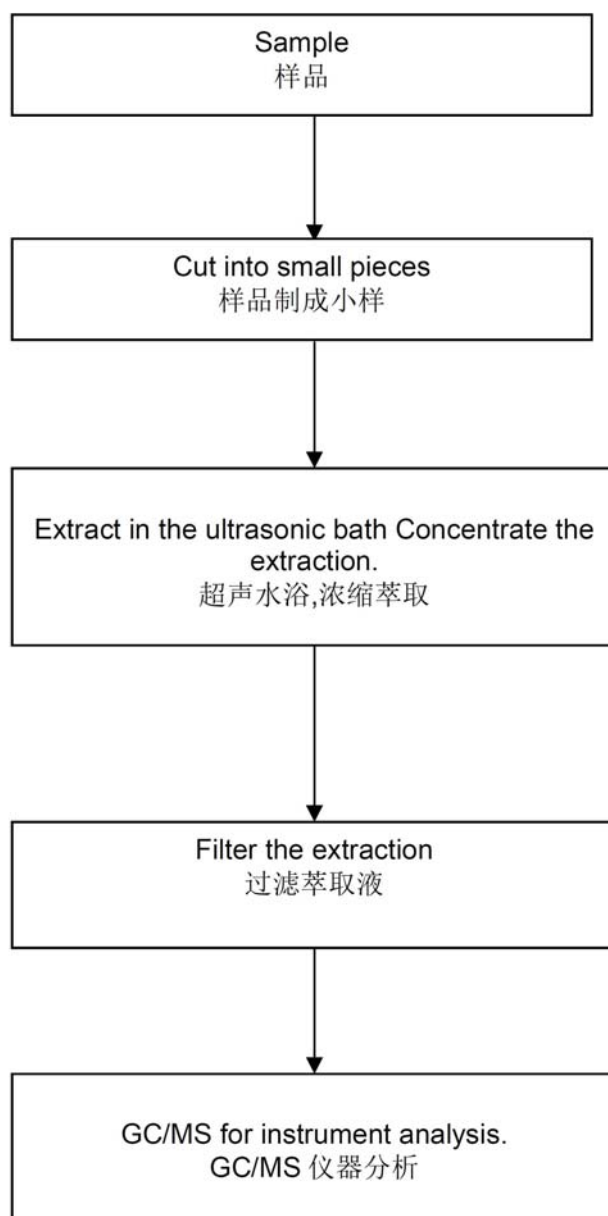 Sample
样品
Cut into small pieces
样品制成小样
Extract in the ultrasonic bath Concentrate the
extraction.
超声水浴,浓缩萃取
Filter the extraction
过滤萃取液
GC/MS for instrument analysis.
GC/MS 仪器分析